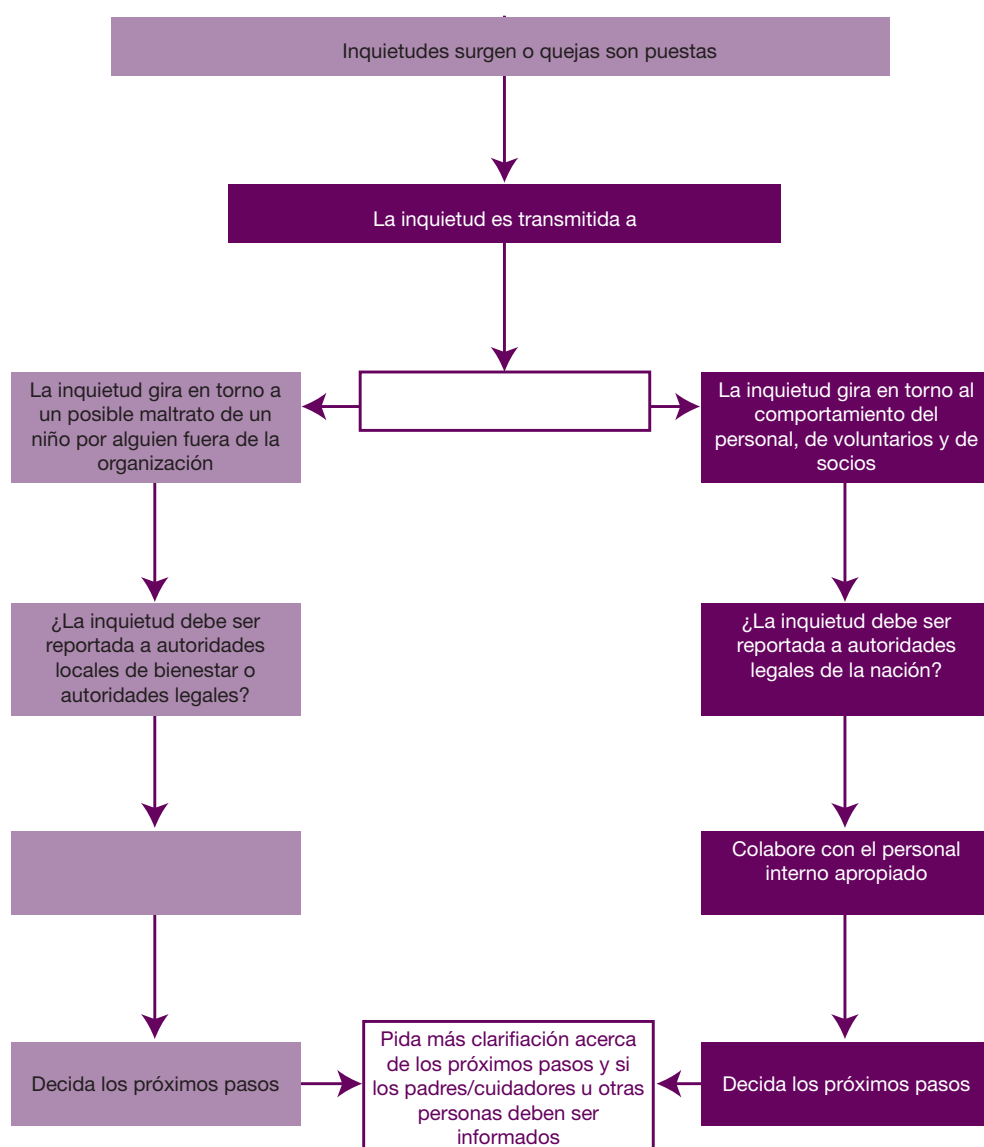 Inquietudes surgen o quejas son puestas
La inquietud es transmitida a
La inquietud gira en torno a
un posible maltrato de un
niño por alguien fuera de la
organización
La inquietud gira en torno al
comportamiento del
personal, de voluntarios y de
socios
¿La inquietud debe ser
reportada a autoridades
locales de bienestar o
autoridades legales?
¿La inquietud debe ser
reportada a autoridades
legales de la nación?
Colabore con el personal
interno apropiado
Decida los próximos pasos
Pida más clarifiación acerca
de los próximos pasos y si
los padres/cuidadores u otras
personas deben ser
informados
Decida los próximos pasos